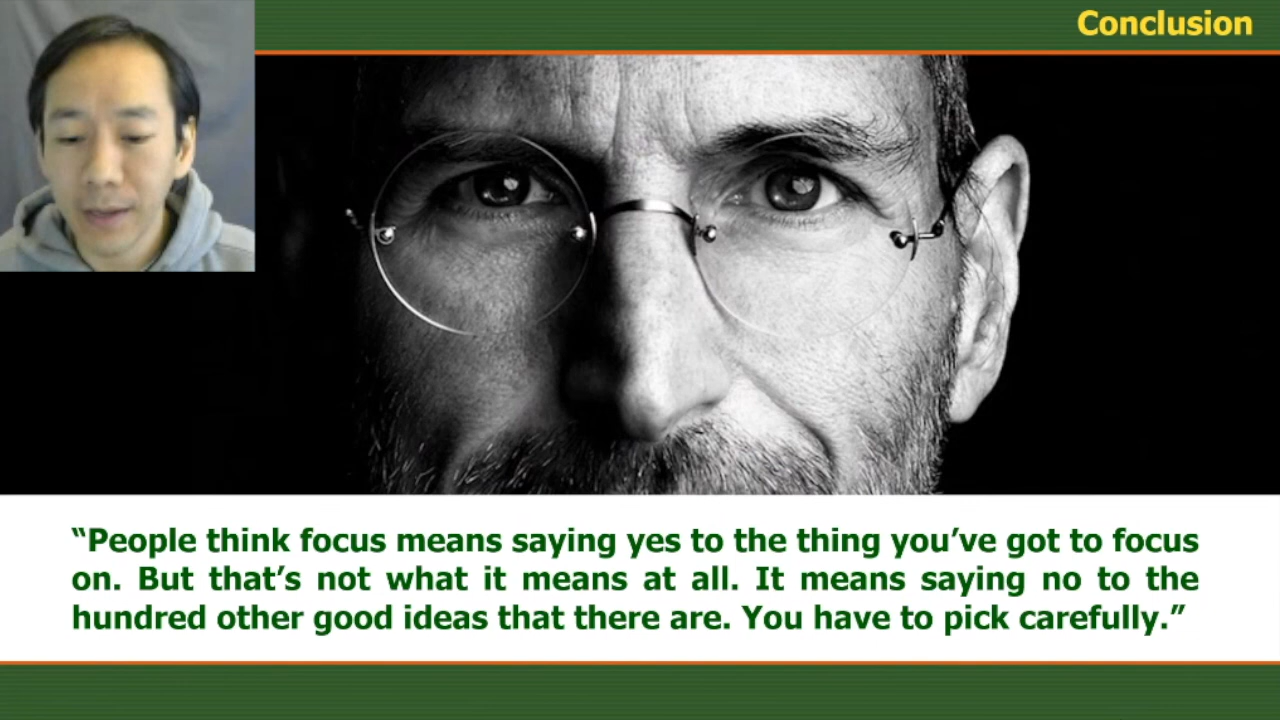 Conclusion
“People think focus means saying yes to the thing you’ve got to focus
on. But that’s not what it means at all. It means saying no to the
hundred other good ideas that there are. You have to pick carefully.”